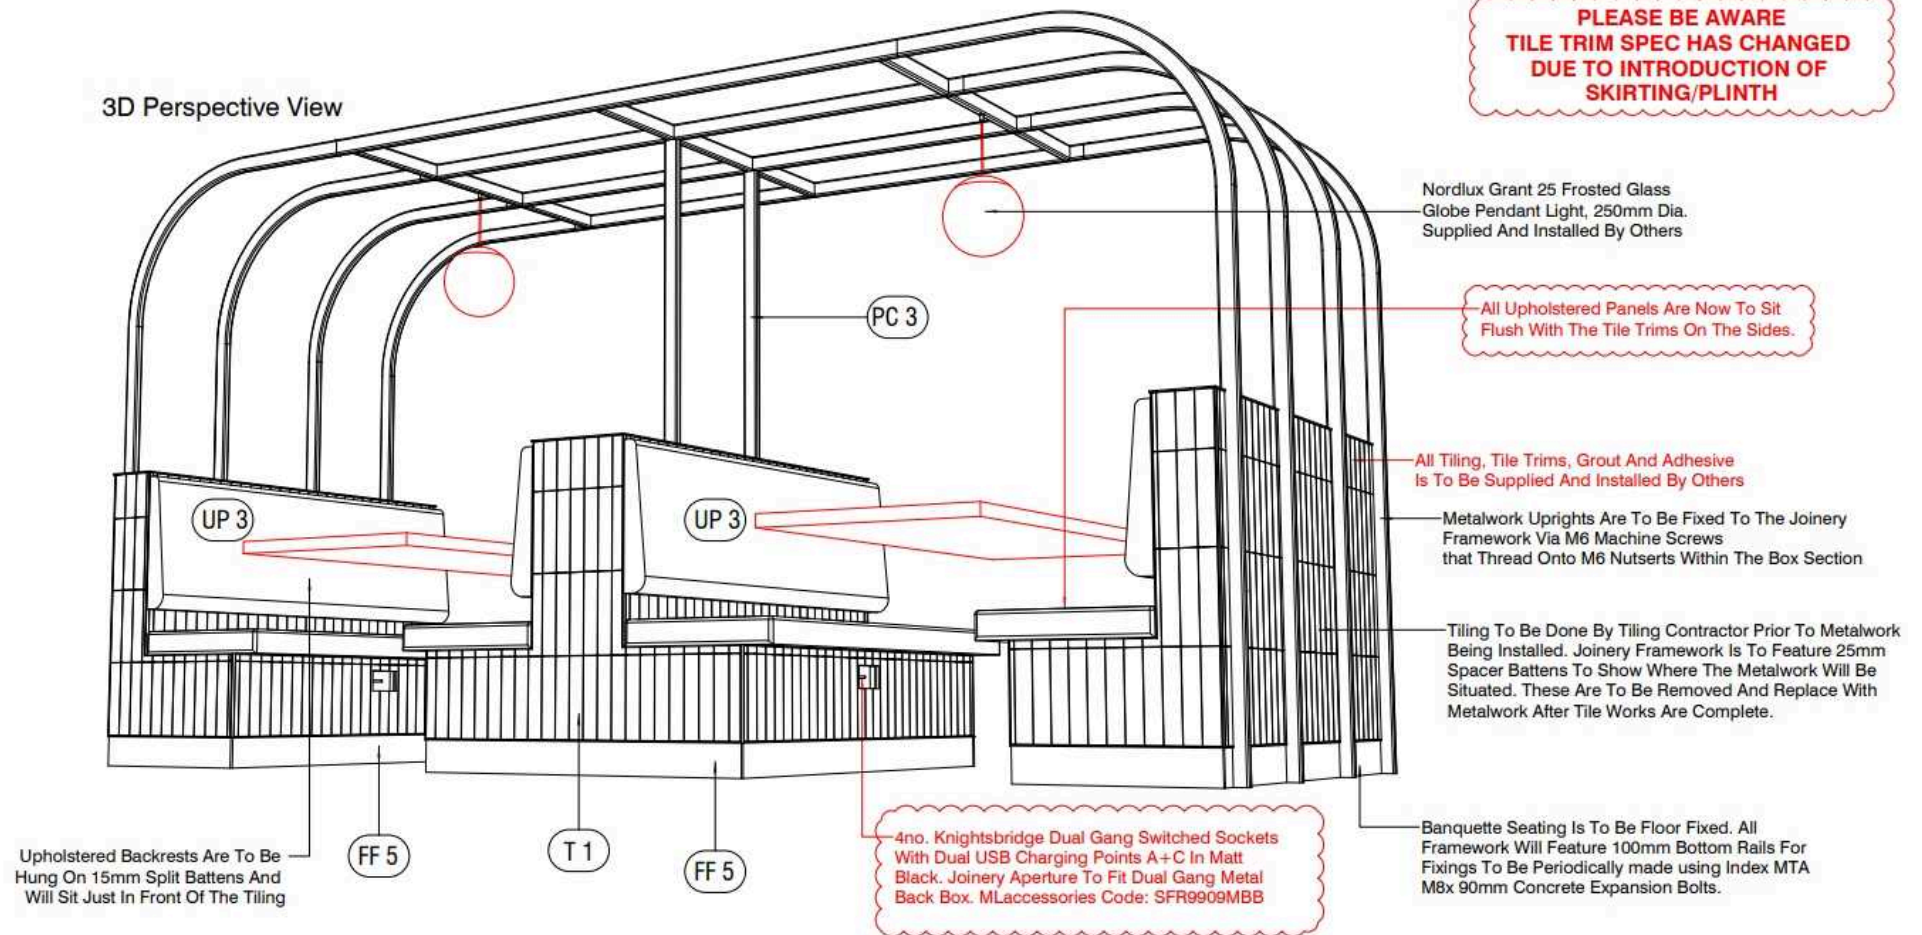 PLEASE BE AWARE
TILE TRIM SPEC HAS CHANGED
DUE TO INTRODUCTION OF
SKIRTING/PLINTH
3D Perspective View
Nordlux Grant 25 Frosted Glass
Globe Pendant Light, 250mm Dia.
Supplied And Installed By Others
PC 3
All Upholstered Panels Are Now To Sit
Flush With The Tile Trims On The Sides.
All Tiling, Tile Trims, Grout And Adhesive
Is To Be Supplied And Installed By Others
UP 3
UP 3
Metalwork Uprights Are To Be Fixed To The Joinery
Framework Via M6 Machine Screws
that Thread Onto M6 Nutserts Within The Box Section
Tiling To Be Done By Tiling Contractor Prior To Metalwork
Being Installed. Joinery Framework Is To Feature 25mm
Spacer Battens To Show Where The Metalwork Will Be
Situated. These Are To Be Removed And Replace With
Metalwork After Tile Works Are Complete.
Upholstered Backrests Are To Be
Hung On 15mm Split Battens And
Will Sit Just In Front Of The Tiling
FF 5
T 1
FF 5
4no. Knightsbridge Dual Gang Switched Sockets
With Dual USB Charging Points A+C In Matt
Black. Joinery Aperture To Fit Dual Gang Metal
Back Box. MLaccessories Code: SFR9909MBB
Banquette Seating Is To Be Floor Fixed. All
Framework Will Feature 100mm Bottom Rails For
Fixings To Be Periodically made using Index MTA
M8x 90mm Concrete Expansion Bolts.